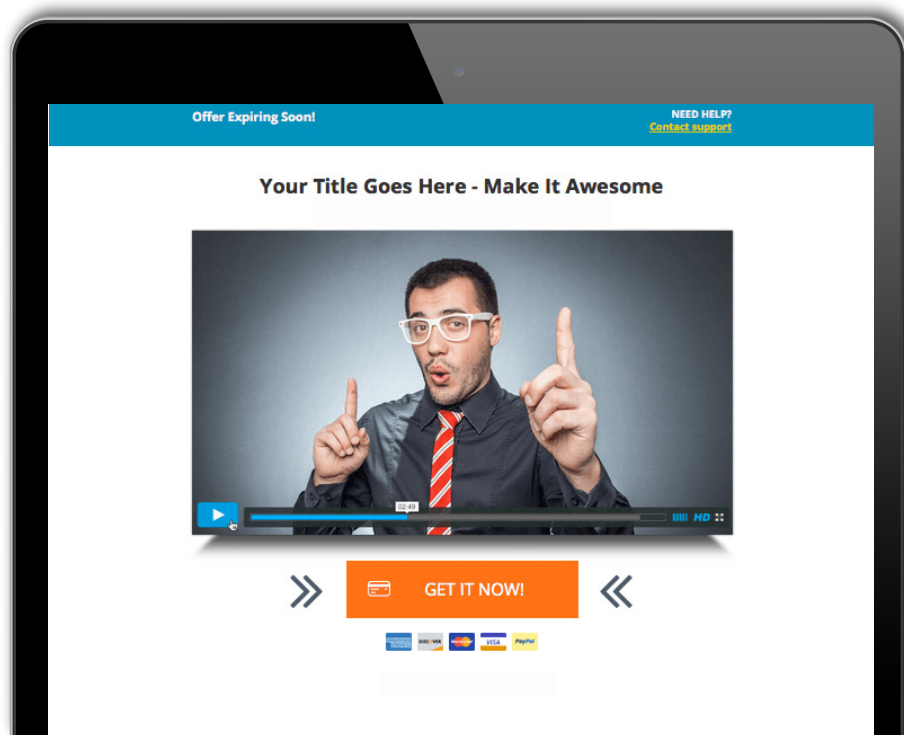 Offer Expiring Soon!
NEED HELP?
Contact support
Your Title Goes Here - Make It Awesome
02:49
HD
GET IT NOW!
DISCOVER
VISA
PayPal